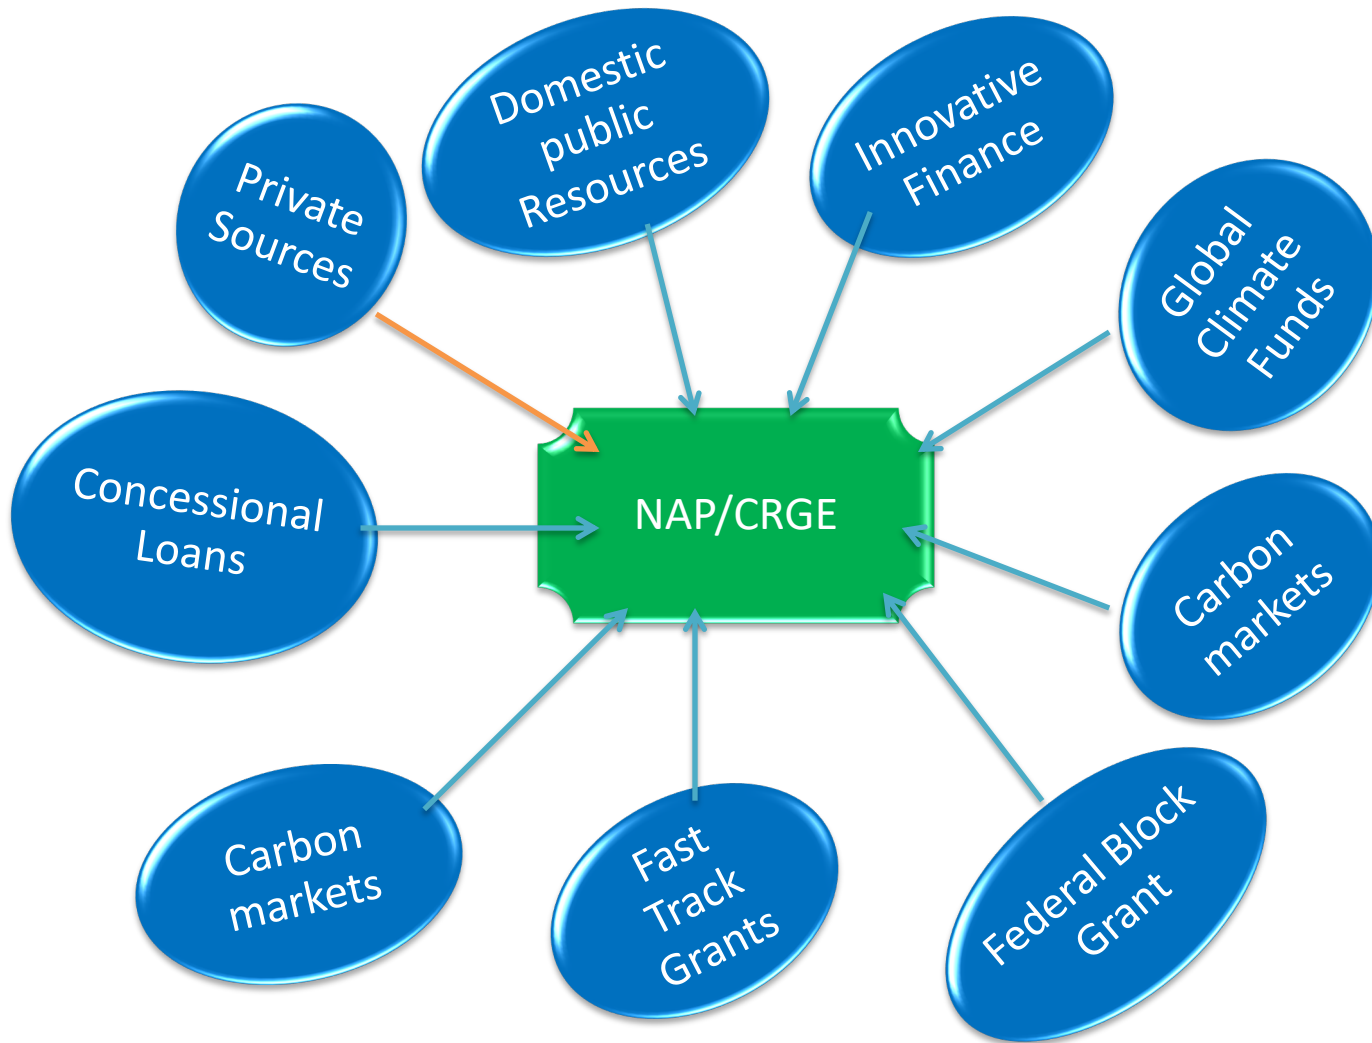 Domestic
public
Resources
Innovative
Finance
Private
Sources
Global
Climate
Funds
Concessional
Loans
NAP/CRGE
Carbon
markets
Carbon
markets
Fast
Track
Grants
Federal Block
Grant